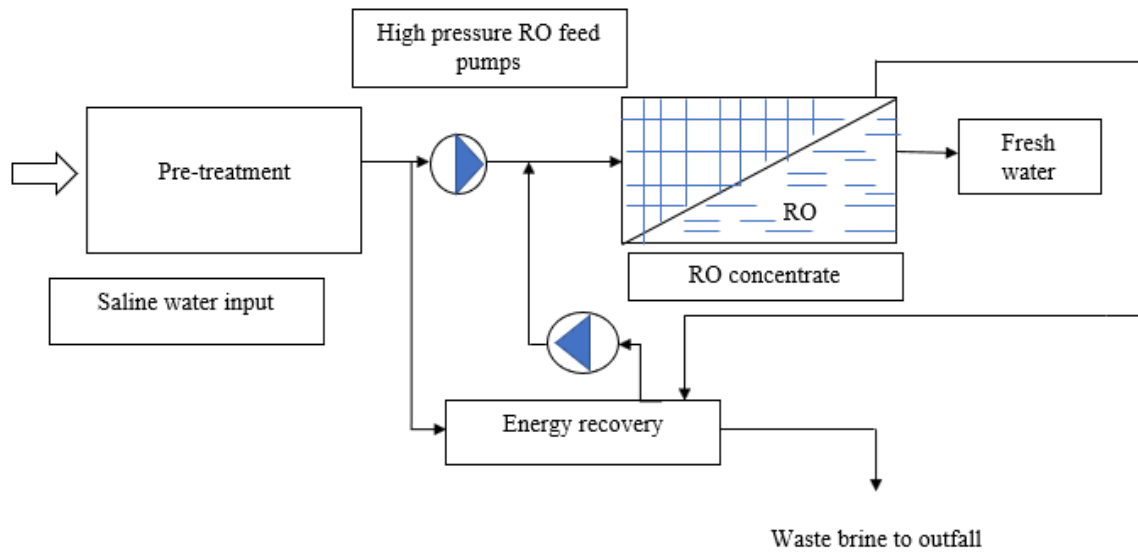 High pressure RO feed
pumps
Pre-treatment
Fresh
water
RO
RO concentrate
Saline water input
Energy recovery
Waste brine to outfall